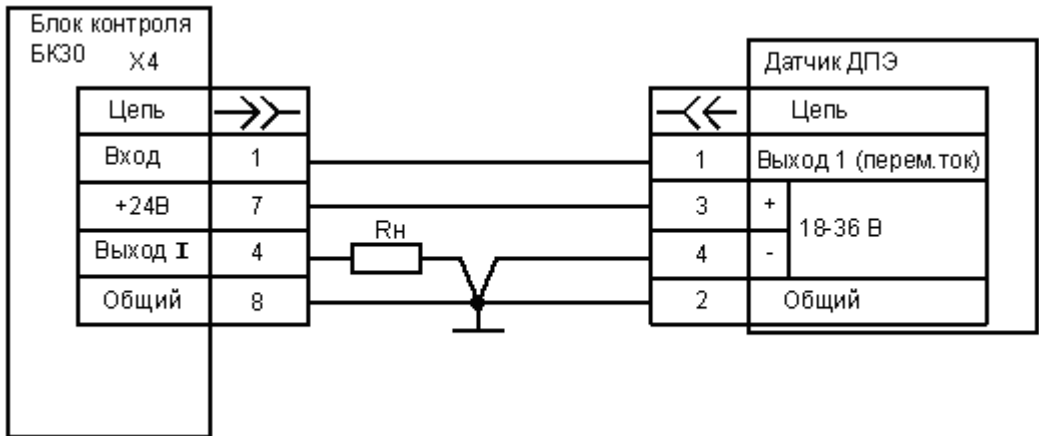 Блок контроля
БК30 X4
Датчик ДПЭ
Цепь
Цепь
Вход 1
1 Выход 1 (перем.ток)
+24В 7
3 +
18-36 В
Выход I 4
Rн
4 -
Общий 8
2 Общий